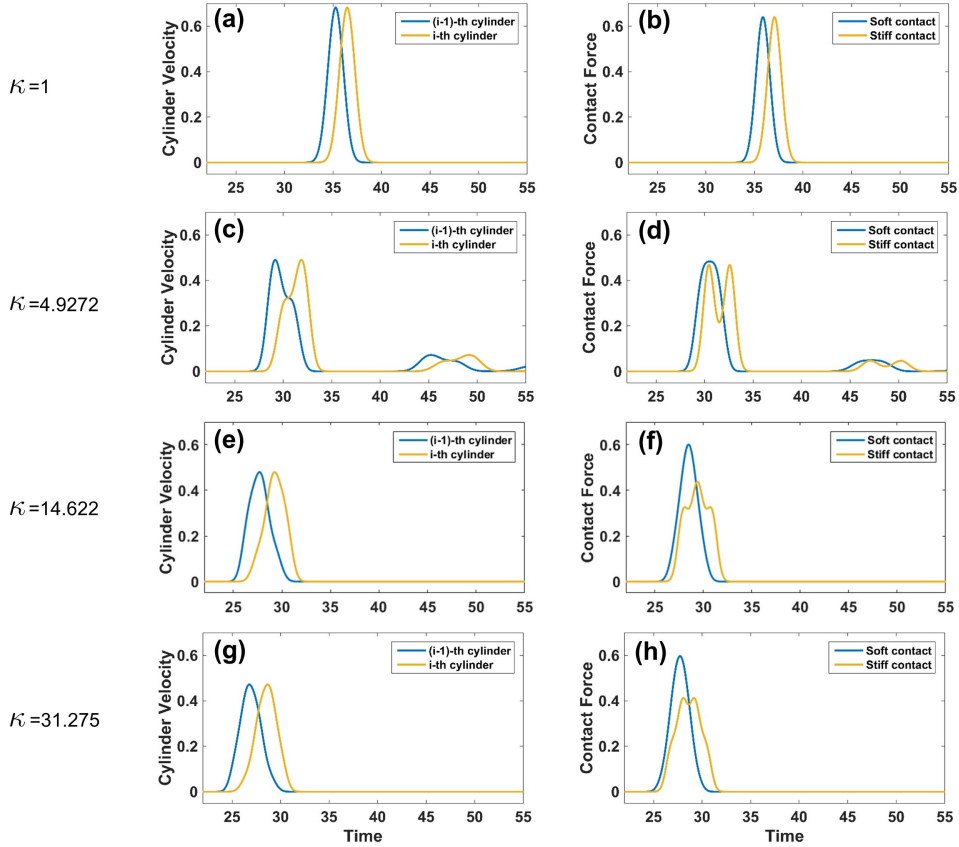 (a)
(b)
(i-1)-th cylinder
i-th cylinder
Soft contact
Stiff contact
κ=1
Cylinder Velocity
0.6
0.4
0.2
0
25 30 35 40 45 50 55
Contact Force
0.6
0.4
0.2
0
25 30 35 40 45 50 55
(c)
(d)
(i-1)-th cylinder
i-th cylinder
Soft contact
Stiff contact
κ=4.9272
Cylinder Velocity
0.6
0.4
0.2
0
25 30 35 40 45 50 55
Contact Force
0.6
0.4
0.2
0
25 30 35 40 45 50 55
(e)
(f)
(i-1)-th cylinder
i-th cylinder
Soft contact
Stiff contact
κ=14.622
Cylinder Velocity
0.6
0.4
0.2
0
25 30 35 40 45 50 55
Contact Force
0.6
0.4
0.2
0
25 30 35 40 45 50 55
(g)
(h)
(i-1)-th cylinder
i-th cylinder
Soft contact
Stiff contact
κ=31.275
Cylinder Velocity
0.6
0.4
0.2
0
25 30 35 40 45 50 55
Time
Contact Force
0.6
0.4
0.2
0
25 30 35 40 45 50 55
Time